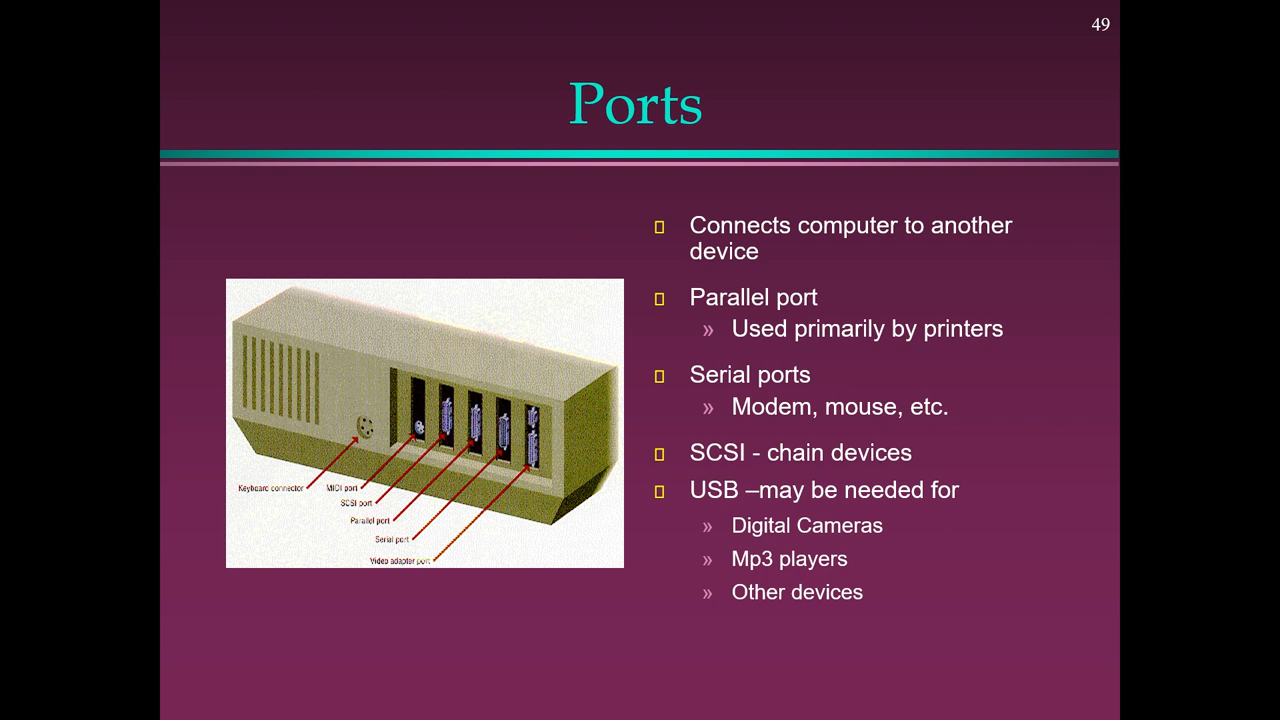 49
Ports
Connects computer to another
device
Parallel port
» Used primarily by printers
Serial ports
» Modem, mouse, etc.
SCSI - chain devices
USB –may be needed for
» Digital Cameras
» Mp3 players
» Other devices
Keyboard connector
MIDI port
SCSI port
Parallel port
Serial port
Video adapter port